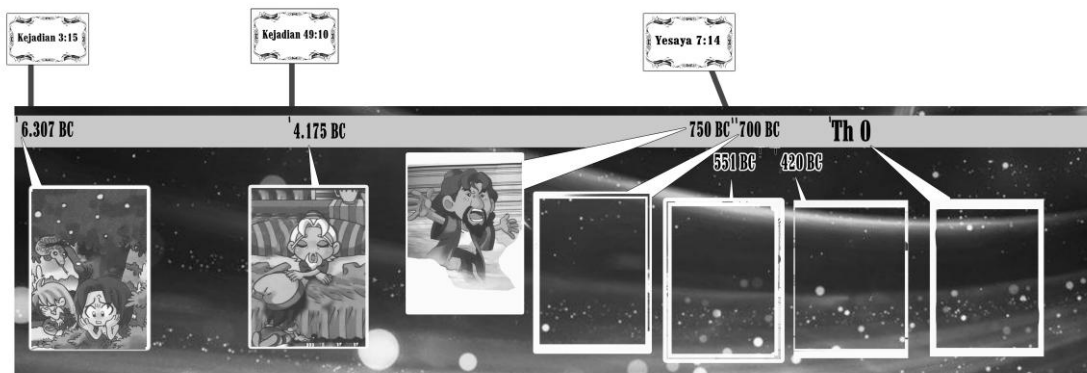 Kejadian 3:15
Kejadian 49:10
Yesaya 7:14
6.307 BC
4.175 BC
750 BC
700 BC
Th 0
551 BC
420 BC